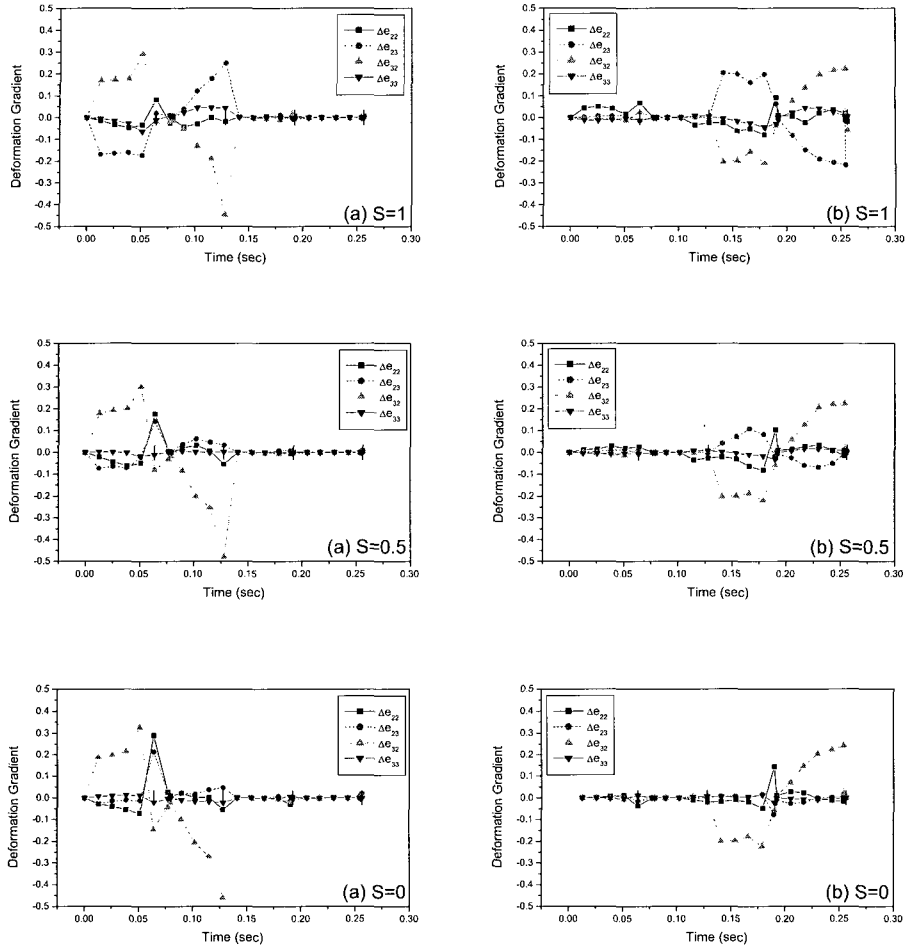 0.5
0.4
0.3
0.2
0.1
0.0
-0.1
-0.2
-0.3
-0.4
-0.5
Deformation Gradient
Δe22
Δe23
Δe32
Δe33
(a) S=1
0.00
0.05
0.10
0.15
0.20
0.25
0.30
Time (sec)
0.5
0.4
0.3
0.2
0.1
0.0
-0.1
-0.2
-0.3
-0.4
-0.5
Deformation Gradient
Δe22
Δe23
Δe32
Δe33
(b) S=1
0.00
0.05
0.10
0.15
0.20
0.25
0.30
Time (sec)
0.5
0.4
0.3
0.2
0.1
0.0
-0.1
-0.2
-0.3
-0.4
-0.5
Deformation Gradient
Δe22
Δe23
Δe32
Δe33
(a) S=0.5
0.00
0.05
0.10
0.15
0.20
0.25
0.30
Time (sec)
0.5
0.4
0.3
0.2
0.1
0.0
-0.1
-0.2
-0.3
-0.4
-0.5
Deformation Gradient
Δe22
Δe23
Δe32
Δe33
(b) S=0.5
0.00
0.05
0.10
0.15
0.20
0.25
0.30
Time (sec)
0.5
0.4
0.3
0.2
0.1
0.0
-0.1
-0.2
-0.3
-0.4
-0.5
Deformation Gradient
Δe22
Δe23
Δe32
Δe33
(a) S=0
0.00
0.05
0.10
0.15
0.20
0.25
0.30
Time (sec)
0.5
0.4
0.3
0.2
0.1
0.0
-0.1
-0.2
-0.3
-0.4
-0.5
Deformation Gradient
Δe22
Δe23
Δe32
Δe33
(b) S=0
0.00
0.05
0.10
0.15
0.20
0.25
0.30
Time (sec)